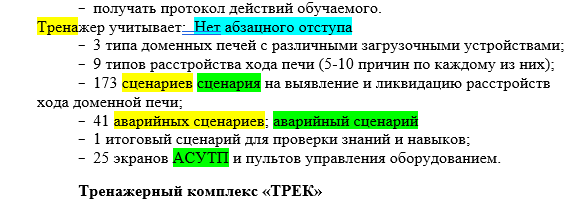 – получать протокол действий обучаемого.
Тренажер учитывает: Нет абзацного отступа
– 3 типа доменных печей с различными загрузочными устройствами;
– 9 типов расстройства хода печи (5-10 причин по каждому из них);
– 173 сценариев сценария на выявление и ликвидацию расстройств
хода доменной печи;
– 41 аварийных сценариев; аварийный сценарий
– 1 итоговый сценарий для проверки знаний и навыков;
– 25 экранов АСУТП и пультов управления оборудованием.
Тренажерный комплекс «ТРЕК»